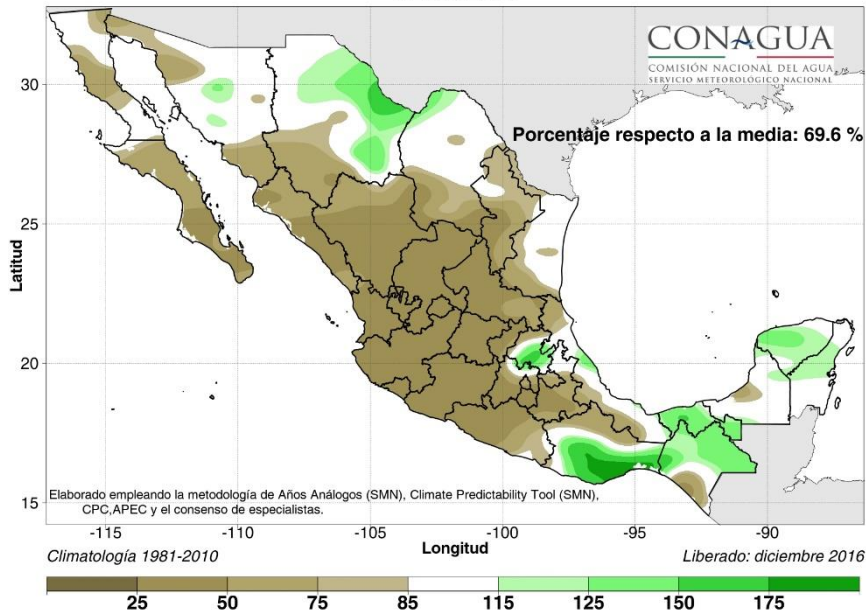 CONAGUA
COMISIÓN NACIONAL DEL AGUA
SERVICIO METEOROLÓGICO NACIONAL
Porcentaje respecto a la media: 69.6 %
30
25
20
15
Latitud
Elaborado empleando la metodología de Años Análogos (SMN), Climate Predictability Tool (SMN),
CPC,APEC y el consenso de especialistas.
-115 -110 -105 -100 -95 -90
Longitud
Climatología 1981-2010 Liberado: diciembre 2016
25 50 75 85 115 125 150 175